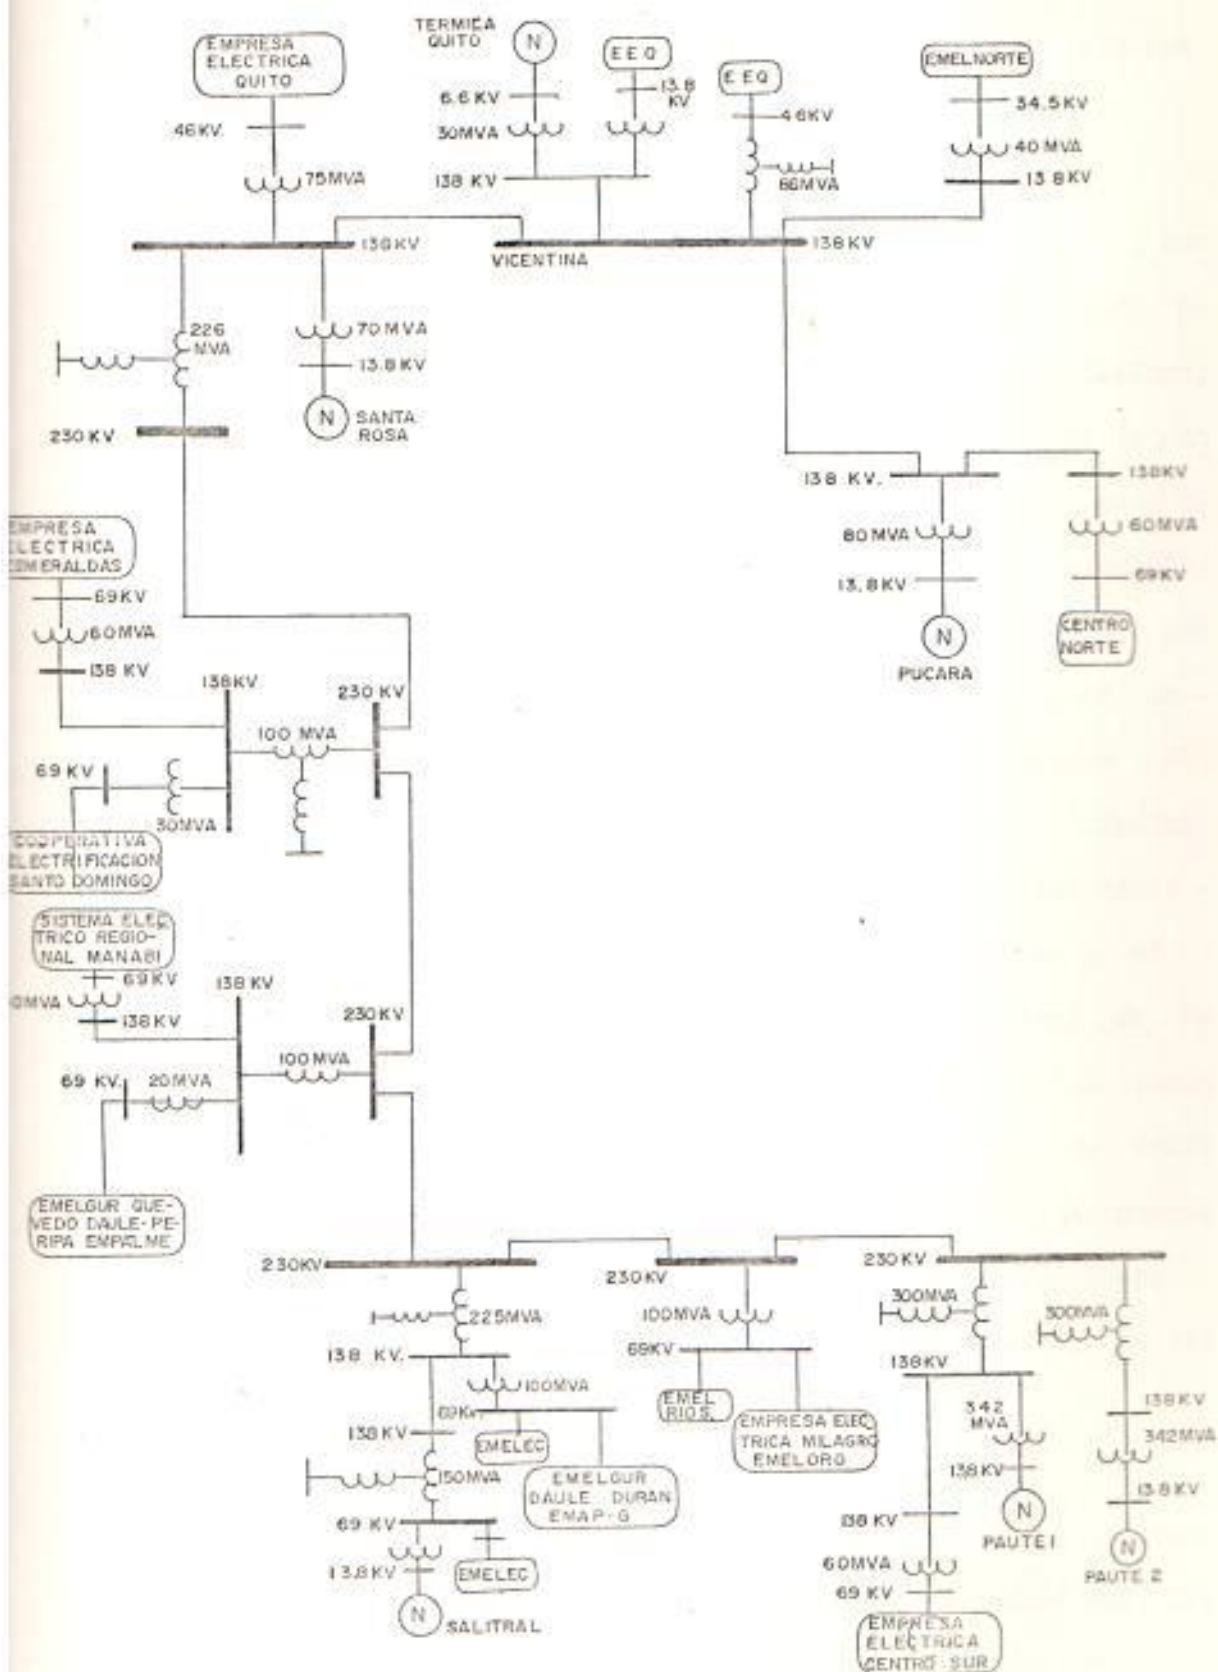 EMPRESA
ELECTRICA
QUITO
46KV.
75MVA
138KV
TERMICA
QUITO
N
6.6 KV
30MVA
138 KV
E E Q
13.8
KV
E EQ
46KV
66MVA
EMELNORTE
34.5KV
40 MVA
138KV
138KV
VICENTINA
226
MVA
230 KV
70 MVA
13.8KV
N
SANTA
ROSA
138 KV.
80MVA
13.8KV
N
PUCARA
138KV
60MVA
69KV
CENTRO
NORTE
EMPRESA
ELECTRICA
ESMERALDAS
69KV
60MVA
138 KV
138KV
100 MVA
230 KV
69 KV
30MVA
COOPERATIVA
ELECTRIFICACION
SANTO DOMINGO
SISTEMA ELEC
TRICO REGIO-
NAL MANABI
69KV
0MVA
138KV
138 KV
100MVA
230KV
69 KV.
20MVA
EMELGUR QUE-
VEDO DAULE-PE-
RIPA EMPALME
230KV
225MVA
138 KV.
100MVA
69KV.
EMELEC
EMELGUR
DAULE DURAN
EMAP-G
138KV
150MVA
69 KV
13.8KV
EMELEC
N
SALITRAL
230KV
100MVA
69KV
EMEL
RIOS.
EMPRESA ELEC
TRICA MILAGRO
EMELORO
230KV
300MVA
138KV
342
MVA
138KV
N
PAUTE 1
138 KV
60MVA
69 KV
EMPRESA
ELECTRICA
CENTRO SUR
300MVA
138KV
342MVA
13.8KV
N
PAUTE 2